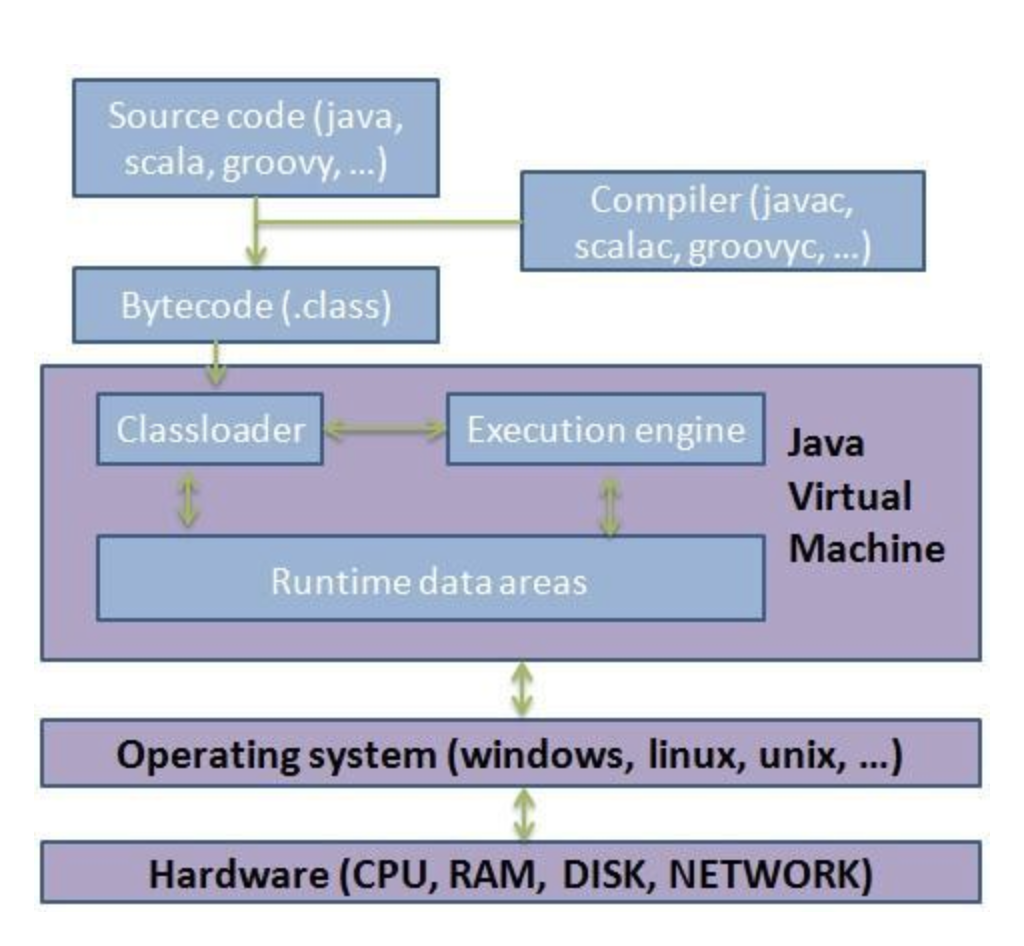 Source code (java,
scala, groovy, ...)
Compiler (javac,
scalac, groovyc, ...)
Bytecode (.class)
Classloader
Execution engine
Java
Virtual
Machine
Runtime data areas
Operating system (windows, linux, unix, ...)
Hardware (CPU, RAM, DISK, NETWORK)